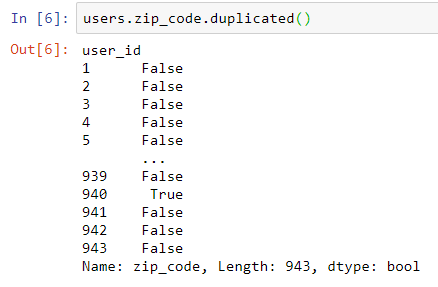 In [6]: users.zip_code.duplicated()
Out[6]: user_id
1 False
2 False
3 False
4 False
5 False
...
939 False
940 True
941 False
942 False
943 False
Name: zip_code, Length: 943, dtype: bool